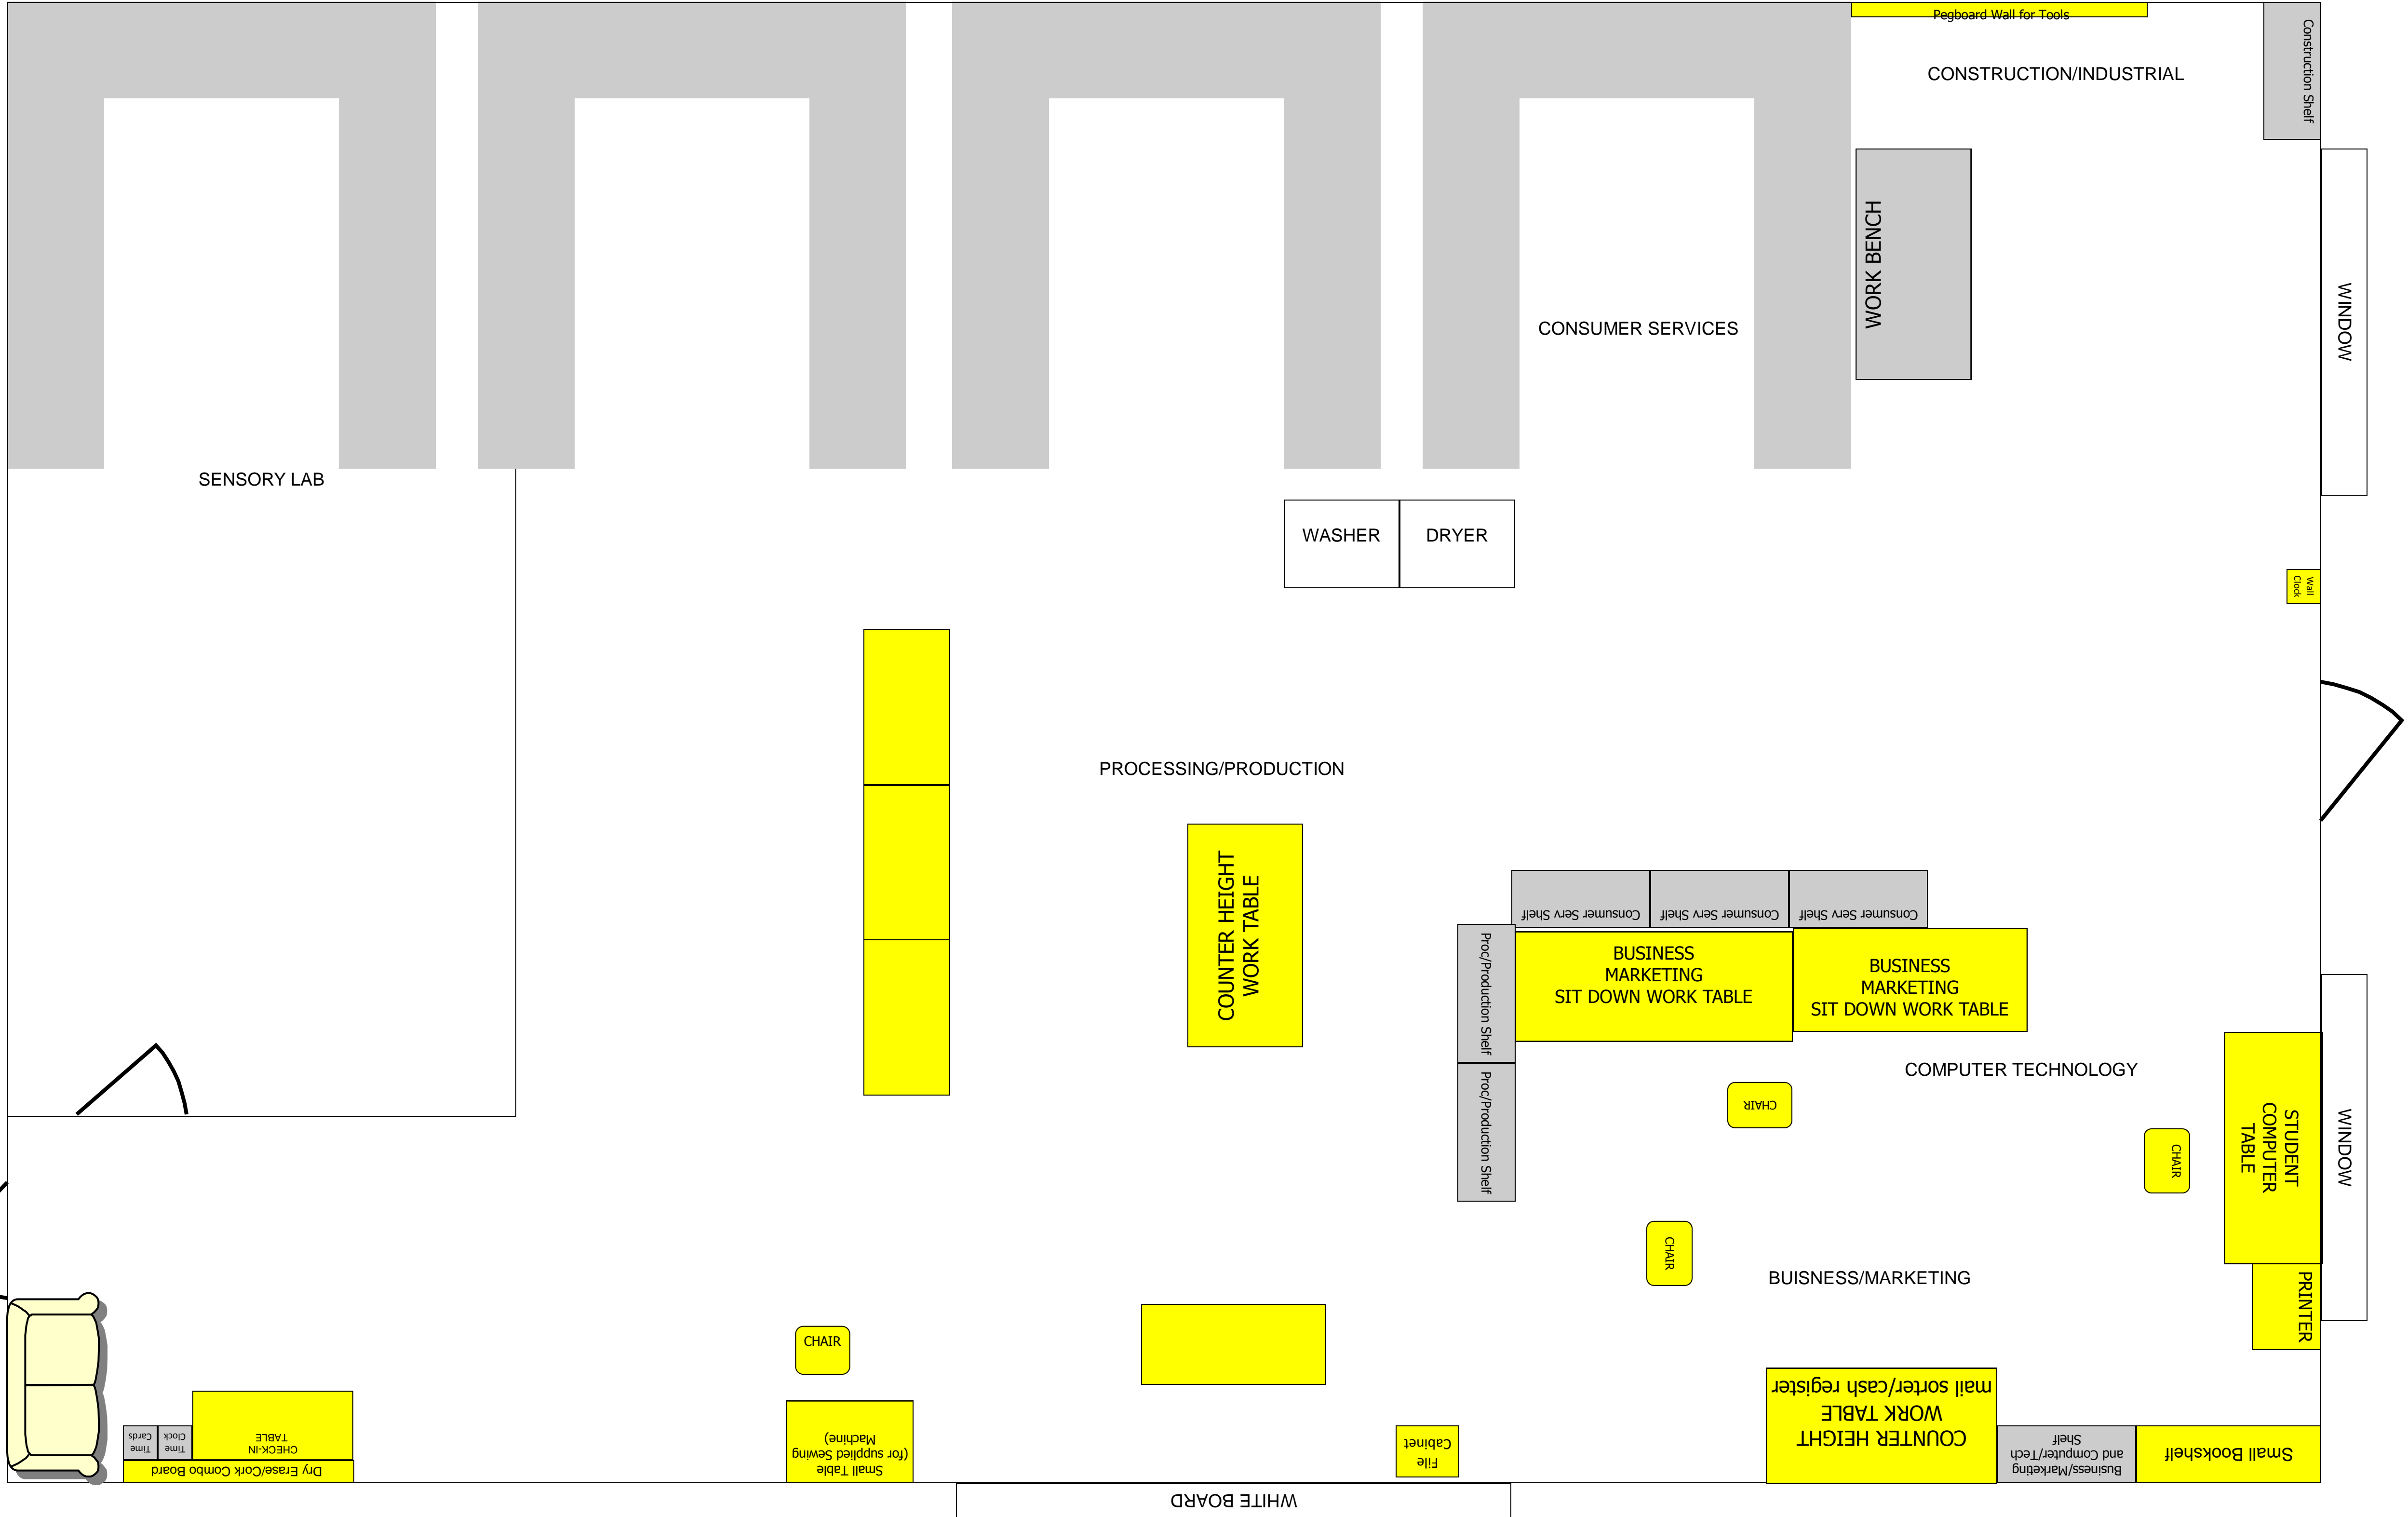 Pegboard Wall for Tools
CONSTRUCTION/INDUSTRIAL
Construction Shelf
WORK BENCH
WINDOW
CONSUMER SERVICES
SENSORY LAB
WASHER
DRYER
Wall
Clock
PROCESSING/PRODUCTION
COUNTER HEIGHT
WORK TABLE
Consumer Serv Shelf
Consumer Serv Shelf
Consumer Serv Shelf
Proc/Production Shelf
Proc/Production Shelf
BUSINESS
MARKETING
SIT DOWN WORK TABLE
BUSINESS
MARKETING
SIT DOWN WORK TABLE
COMPUTER TECHNOLOGY
CHAIR
CHAIR
STUDENT
COMPUTER
TABLE
WINDOW
CHAIR
BUISNESS/MARKETING
PRINTER
CHAIR
Time
Cards
Time
Clock
CHECK-IN
TABLE
Dry Erase/Cork Combo Board
Small Table
(for supplied Sewing
Machine)
File
Cabinet
COUNTER HEIGHT
WORK TABLE
mail sorter/cash register
Business/Marketing
and Computer/Tech
Shelf
Small Bookshelf
WHITE BOARD